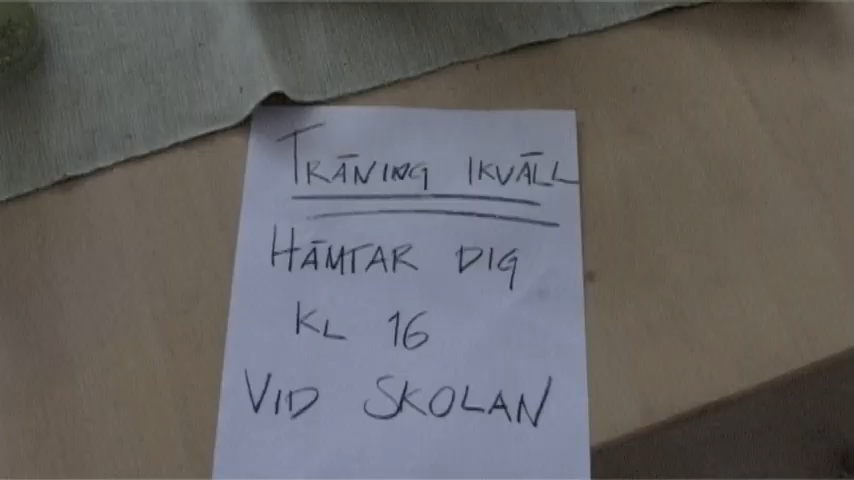 TRÄNING IKVÄLL
HÄMTAR DIG
KL 16
VID SKOLAN